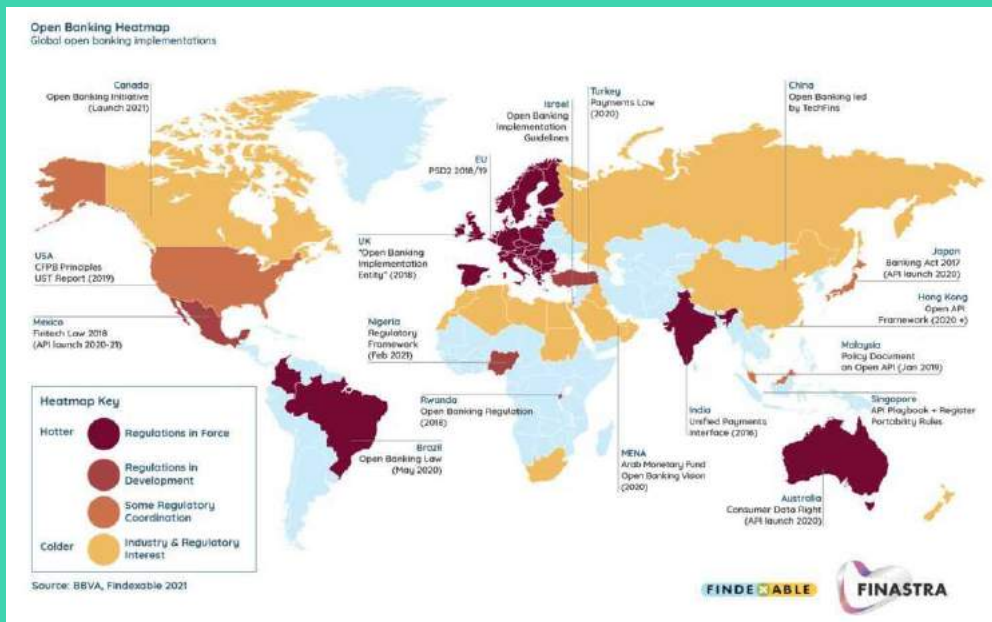 Open Banking Heatmap
Global open banking implementations
Canada
Open Banking Initiative
(Launch 2021)
Israel
Open Banking
Implementation
Guidelines
Turkey
Payments Law
(2020)
China
Open Banking led
by TechFins
EU
PSD2 2018/19
UK
"Open Banking
Implementation
Entity" (2018)
USA
CFPB Principles
UST Report (2019)
Japan
Banking Act 2017
(API launch 2020)
Mexico
Fintech Law 2018
(API launch 2020-21)
Nigeria
Regulatory
Framework
(Feb 2021)
Hong Kong
Open API
Framework (2020 +)
Malaysia
Policy Document
on Open API (Jan 2019)
Rwanda
Open Banking Regulation
(2018)
Singapore
API Playbook + Register
Portability Rules
India
Unified Payments
Interface (2016)
Brazil
Open Banking Law
(May 2020)
MENA
Arab Monetary Fund
Open Banking Vision
(2020)
Australia
Consumer Data Right
(API launch 2020)
Heatmap Key
Hotter
Regulations in Force
Regulations in
Development
Some Regulatory
Coordination
Colder
Industry & Regulatory
Interest
Source: BBVA, Findexable 2021
FINDEXABLE
FINASTRA